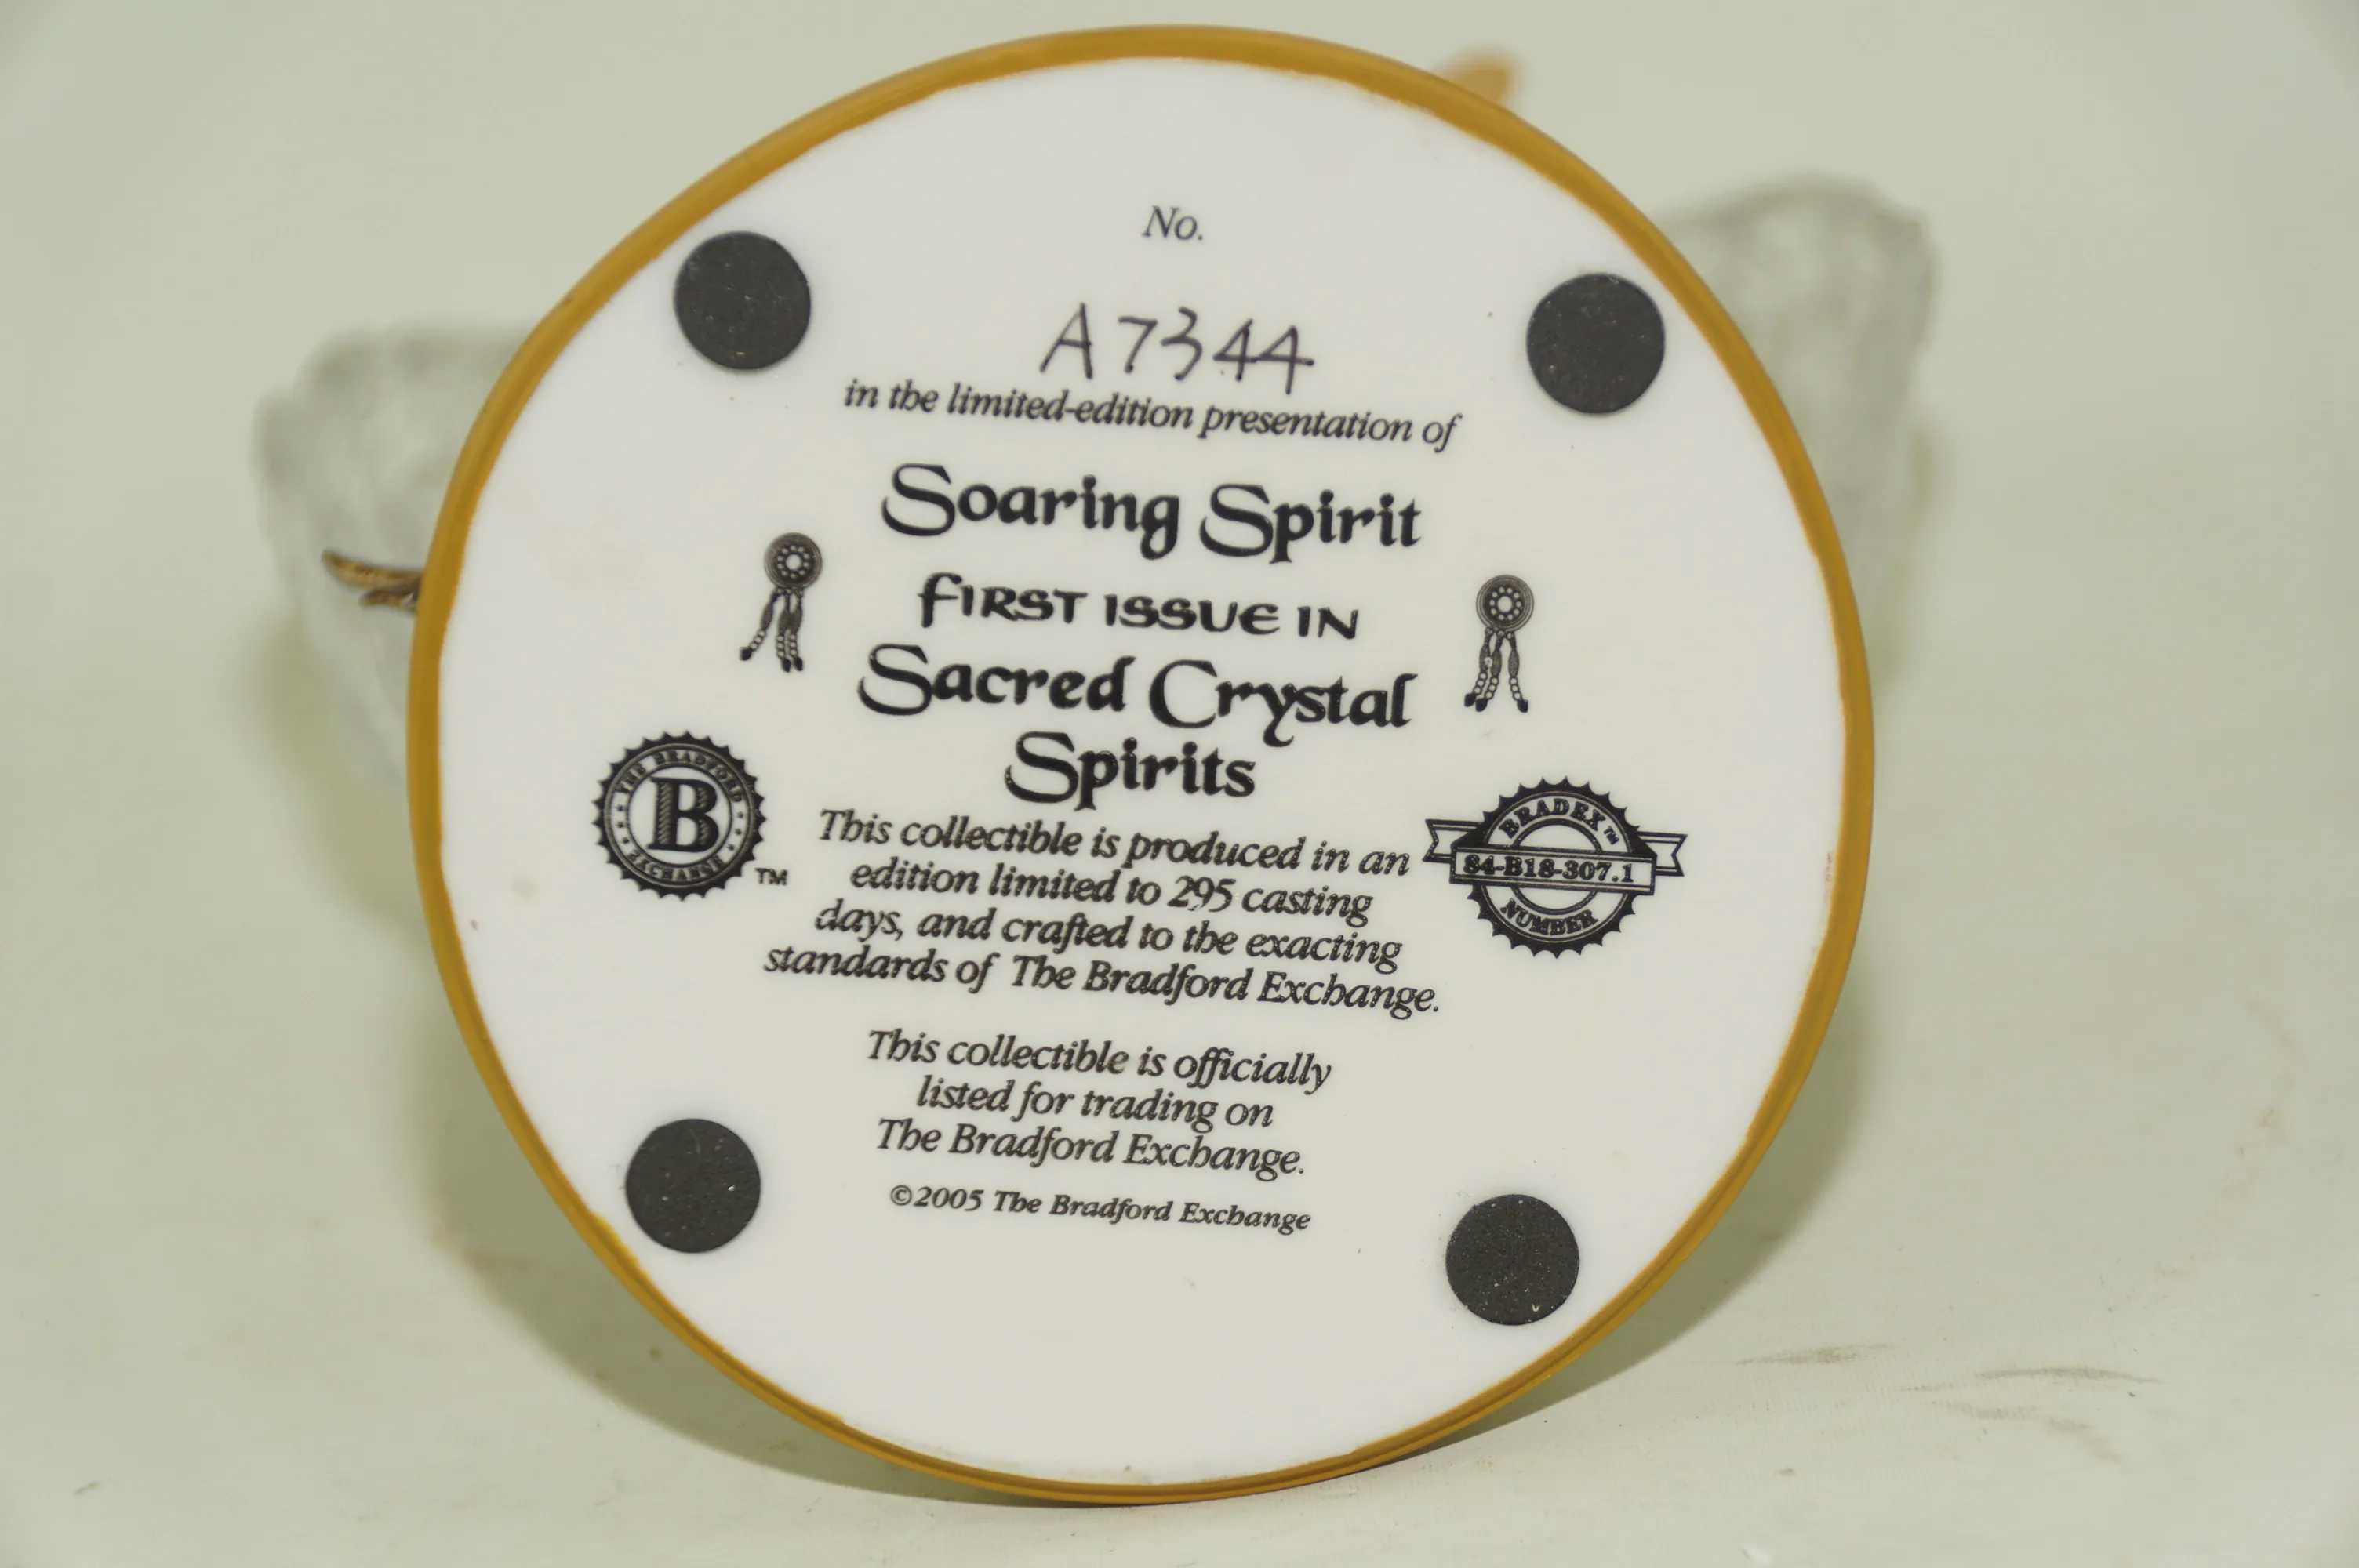 No.
A7344
in the limited-edition presentation of
Soaring Spirit
FIRST ISSUE IN
Sacred Crystal
Spirits
THE BRADFORD
B
EXCHANGE
TM
This collectible is produced in an
edition limited to 295 casting
days, and crafted to the exacting
standards of The Bradford Exchange.
BRADEX™
84-B18-307.1
NUMBER
This collectible is officially
listed for trading on
The Bradford Exchange.
©2005 The Bradford Exchange